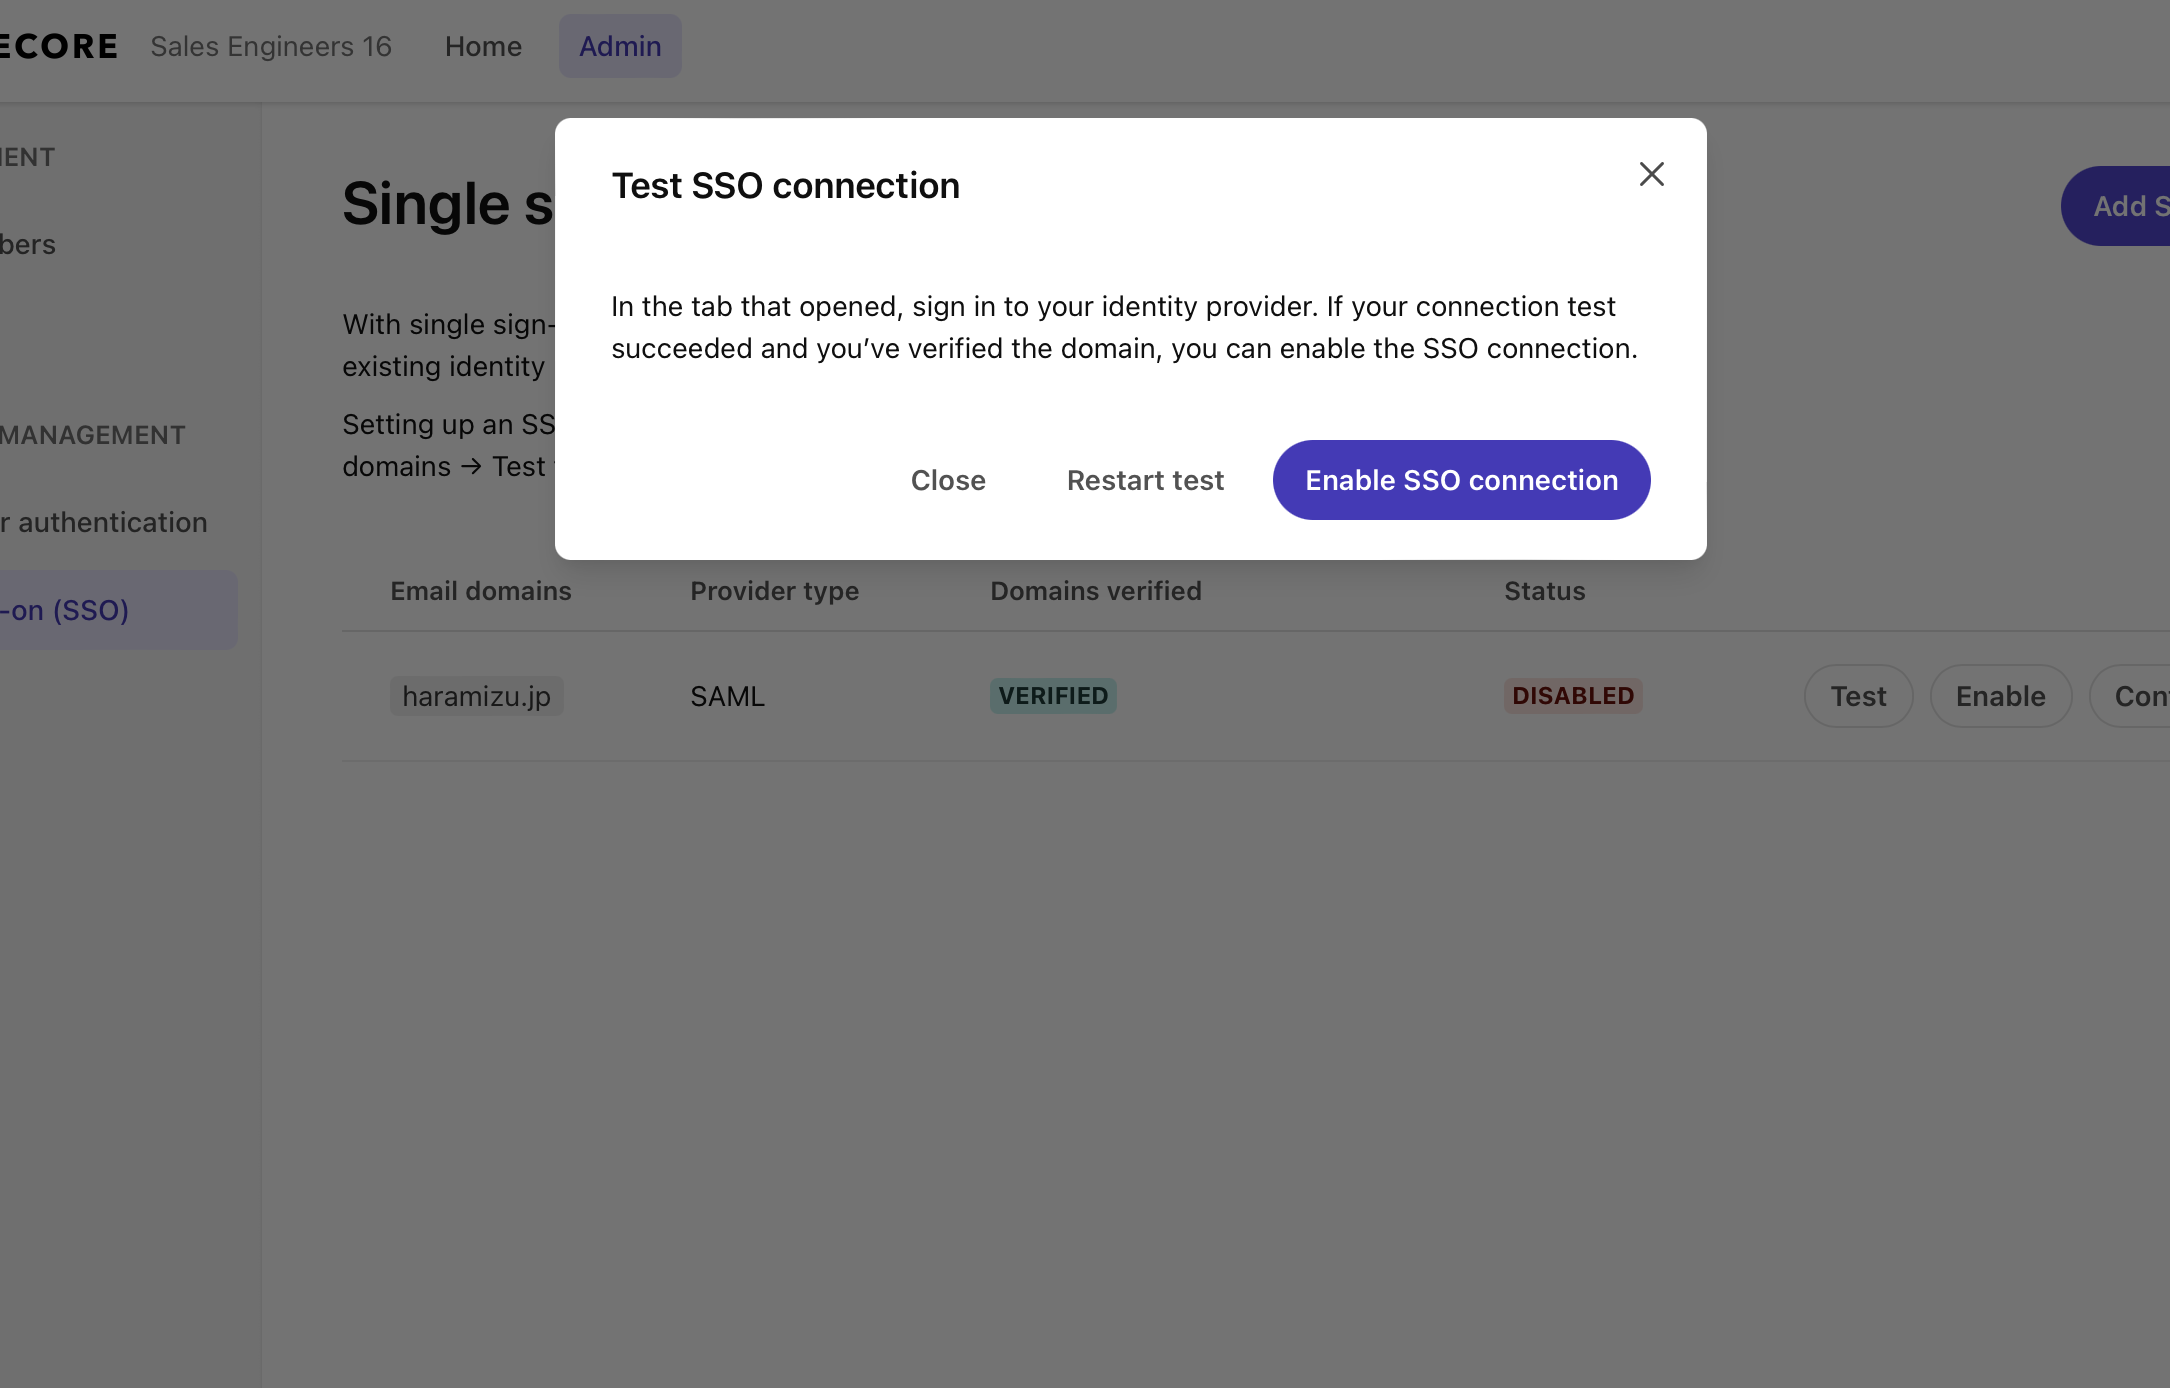 ECORE Sales Engineers 16 Home Admin
MENT
Single s
Add S
bers
With single sign-
existing identity
MANAGEMENT
Setting up an SS
domains → Test
r authentication
-on (SSO)
Test SSO connection
In the tab that opened, sign in to your identity provider. If your connection test
succeeded and you’ve verified the domain, you can enable the SSO connection.
Close Restart test Enable SSO connection
Email domains Provider type Domains verified Status
haramizu.jp SAML VERIFIED DISABLED Test Enable Con